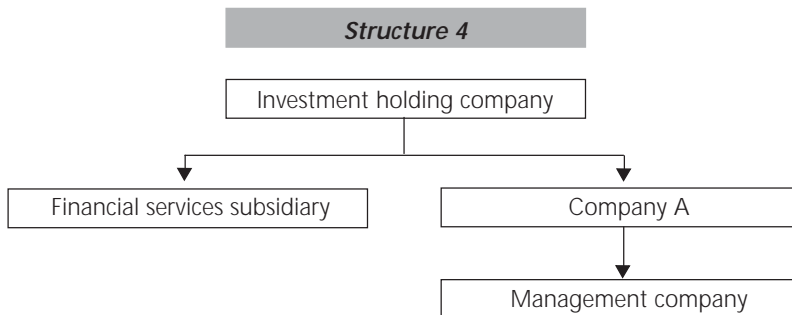 Structure 4
Investment holding company
Financial services subsidiary
Company A
Management company